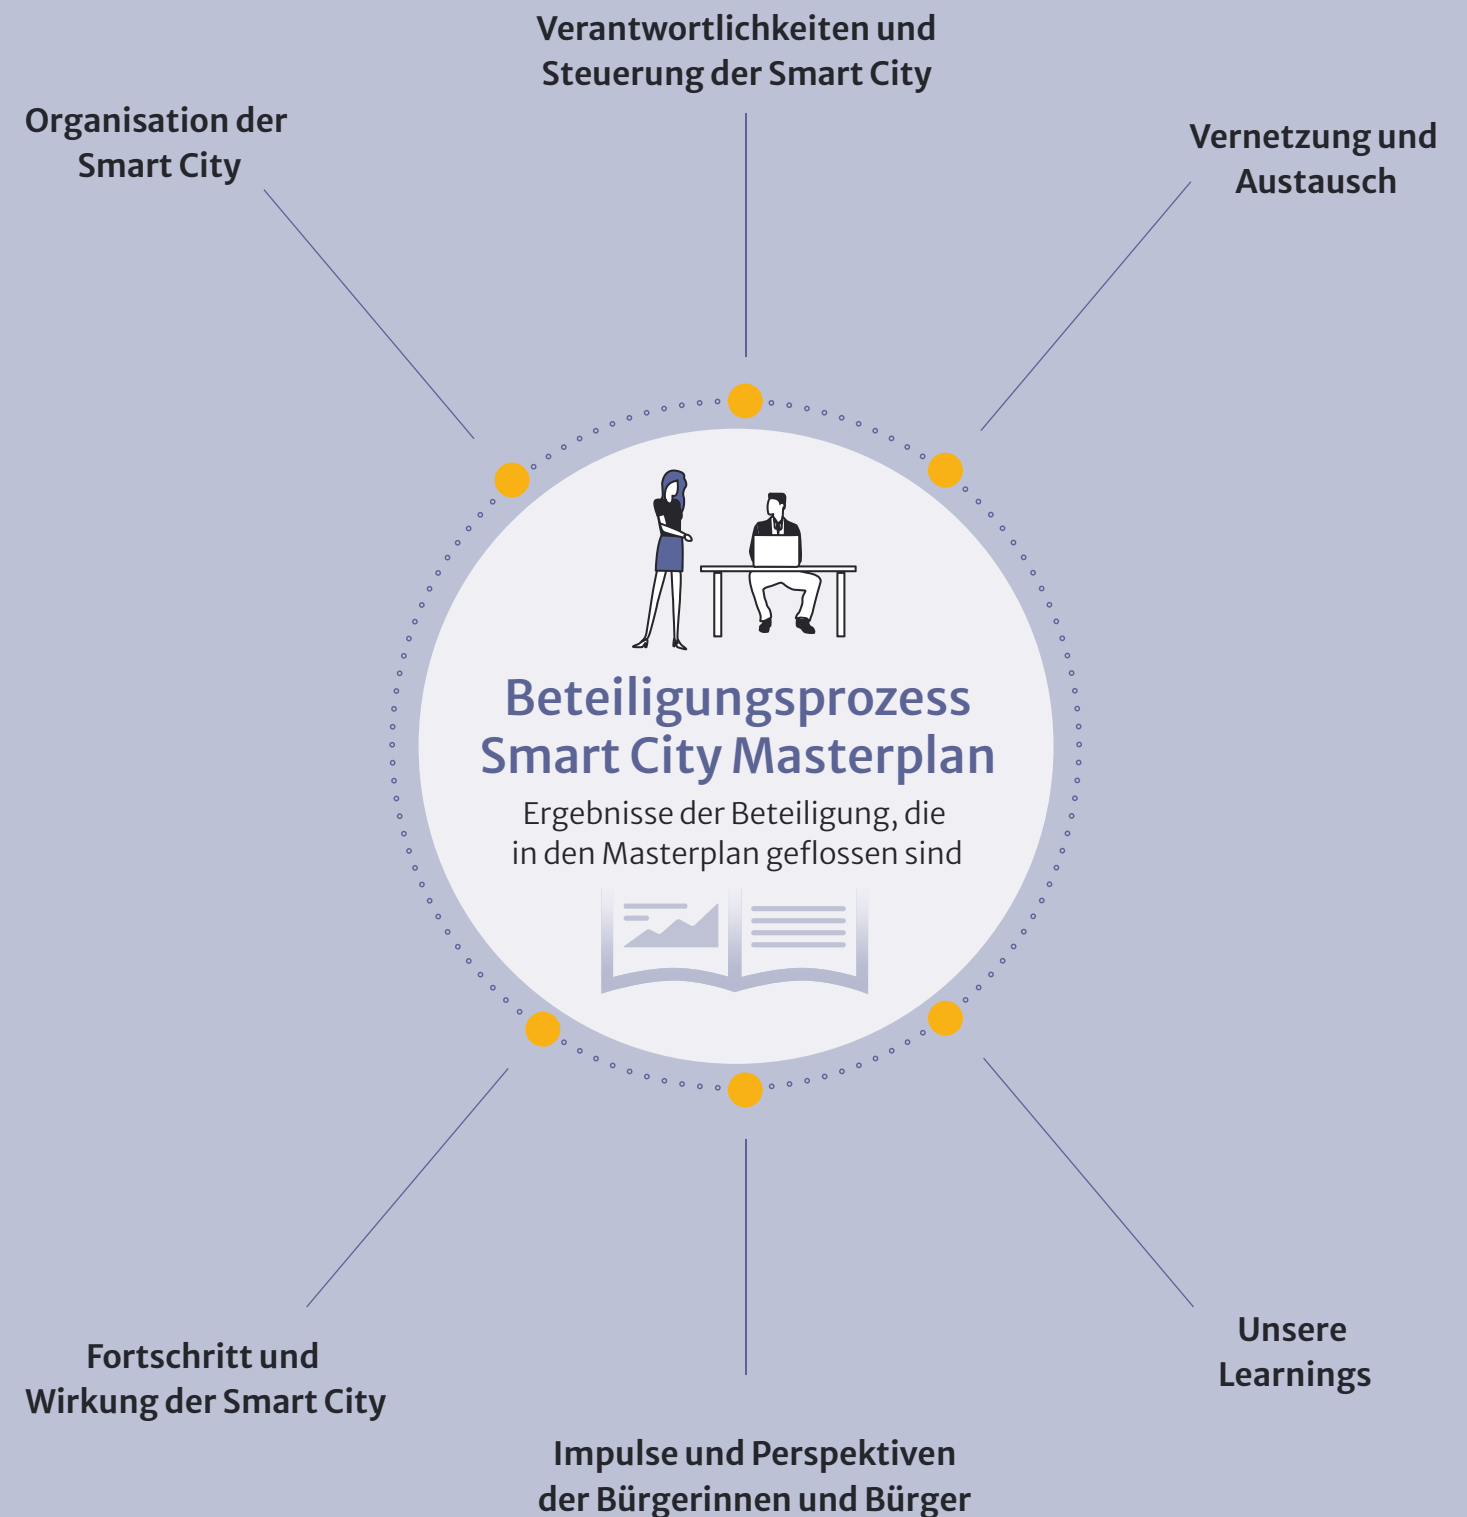 Verantwortlichkeiten und
Steuerung der Smart City
Organisation der
Smart City
Vernetzung und
Austausch
Beteiligungsprozess
Smart City Masterplan
Ergebnisse der Beteiligung, die
in den Masterplan geflossen sind
Unsere
Learnings
Fortschritt und
Wirkung der Smart City
Impulse und Perspektiven
der Bürgerinnen und Bürger